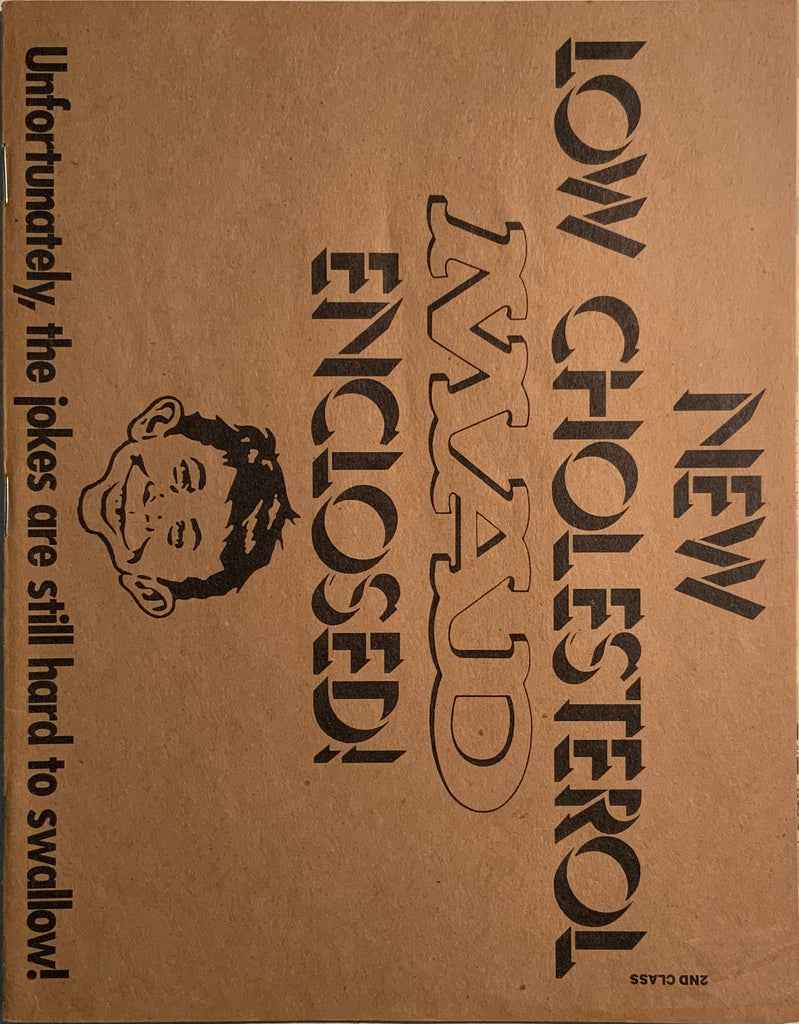 NEW
LOW CHOLESTEROL
MAD
ENCLOSED!
Unfortunately, the jokes are still hard to swallow!
2ND CLASS